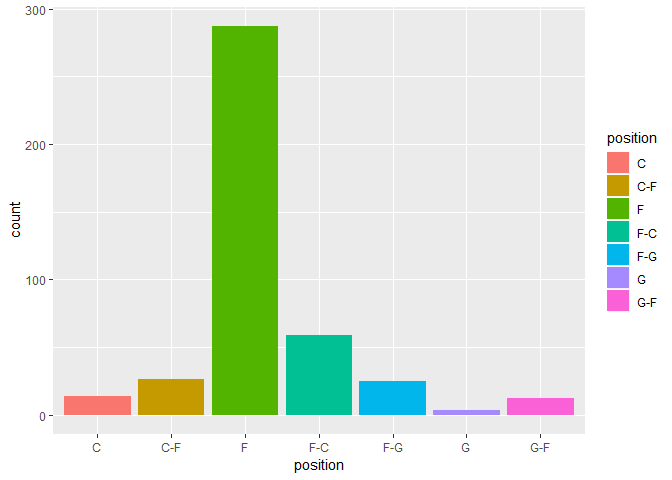 300
200
100
0
count
C C-F F F-C F-G G G-F
position
position
C
C-F
F
F-C
F-G
G
G-F